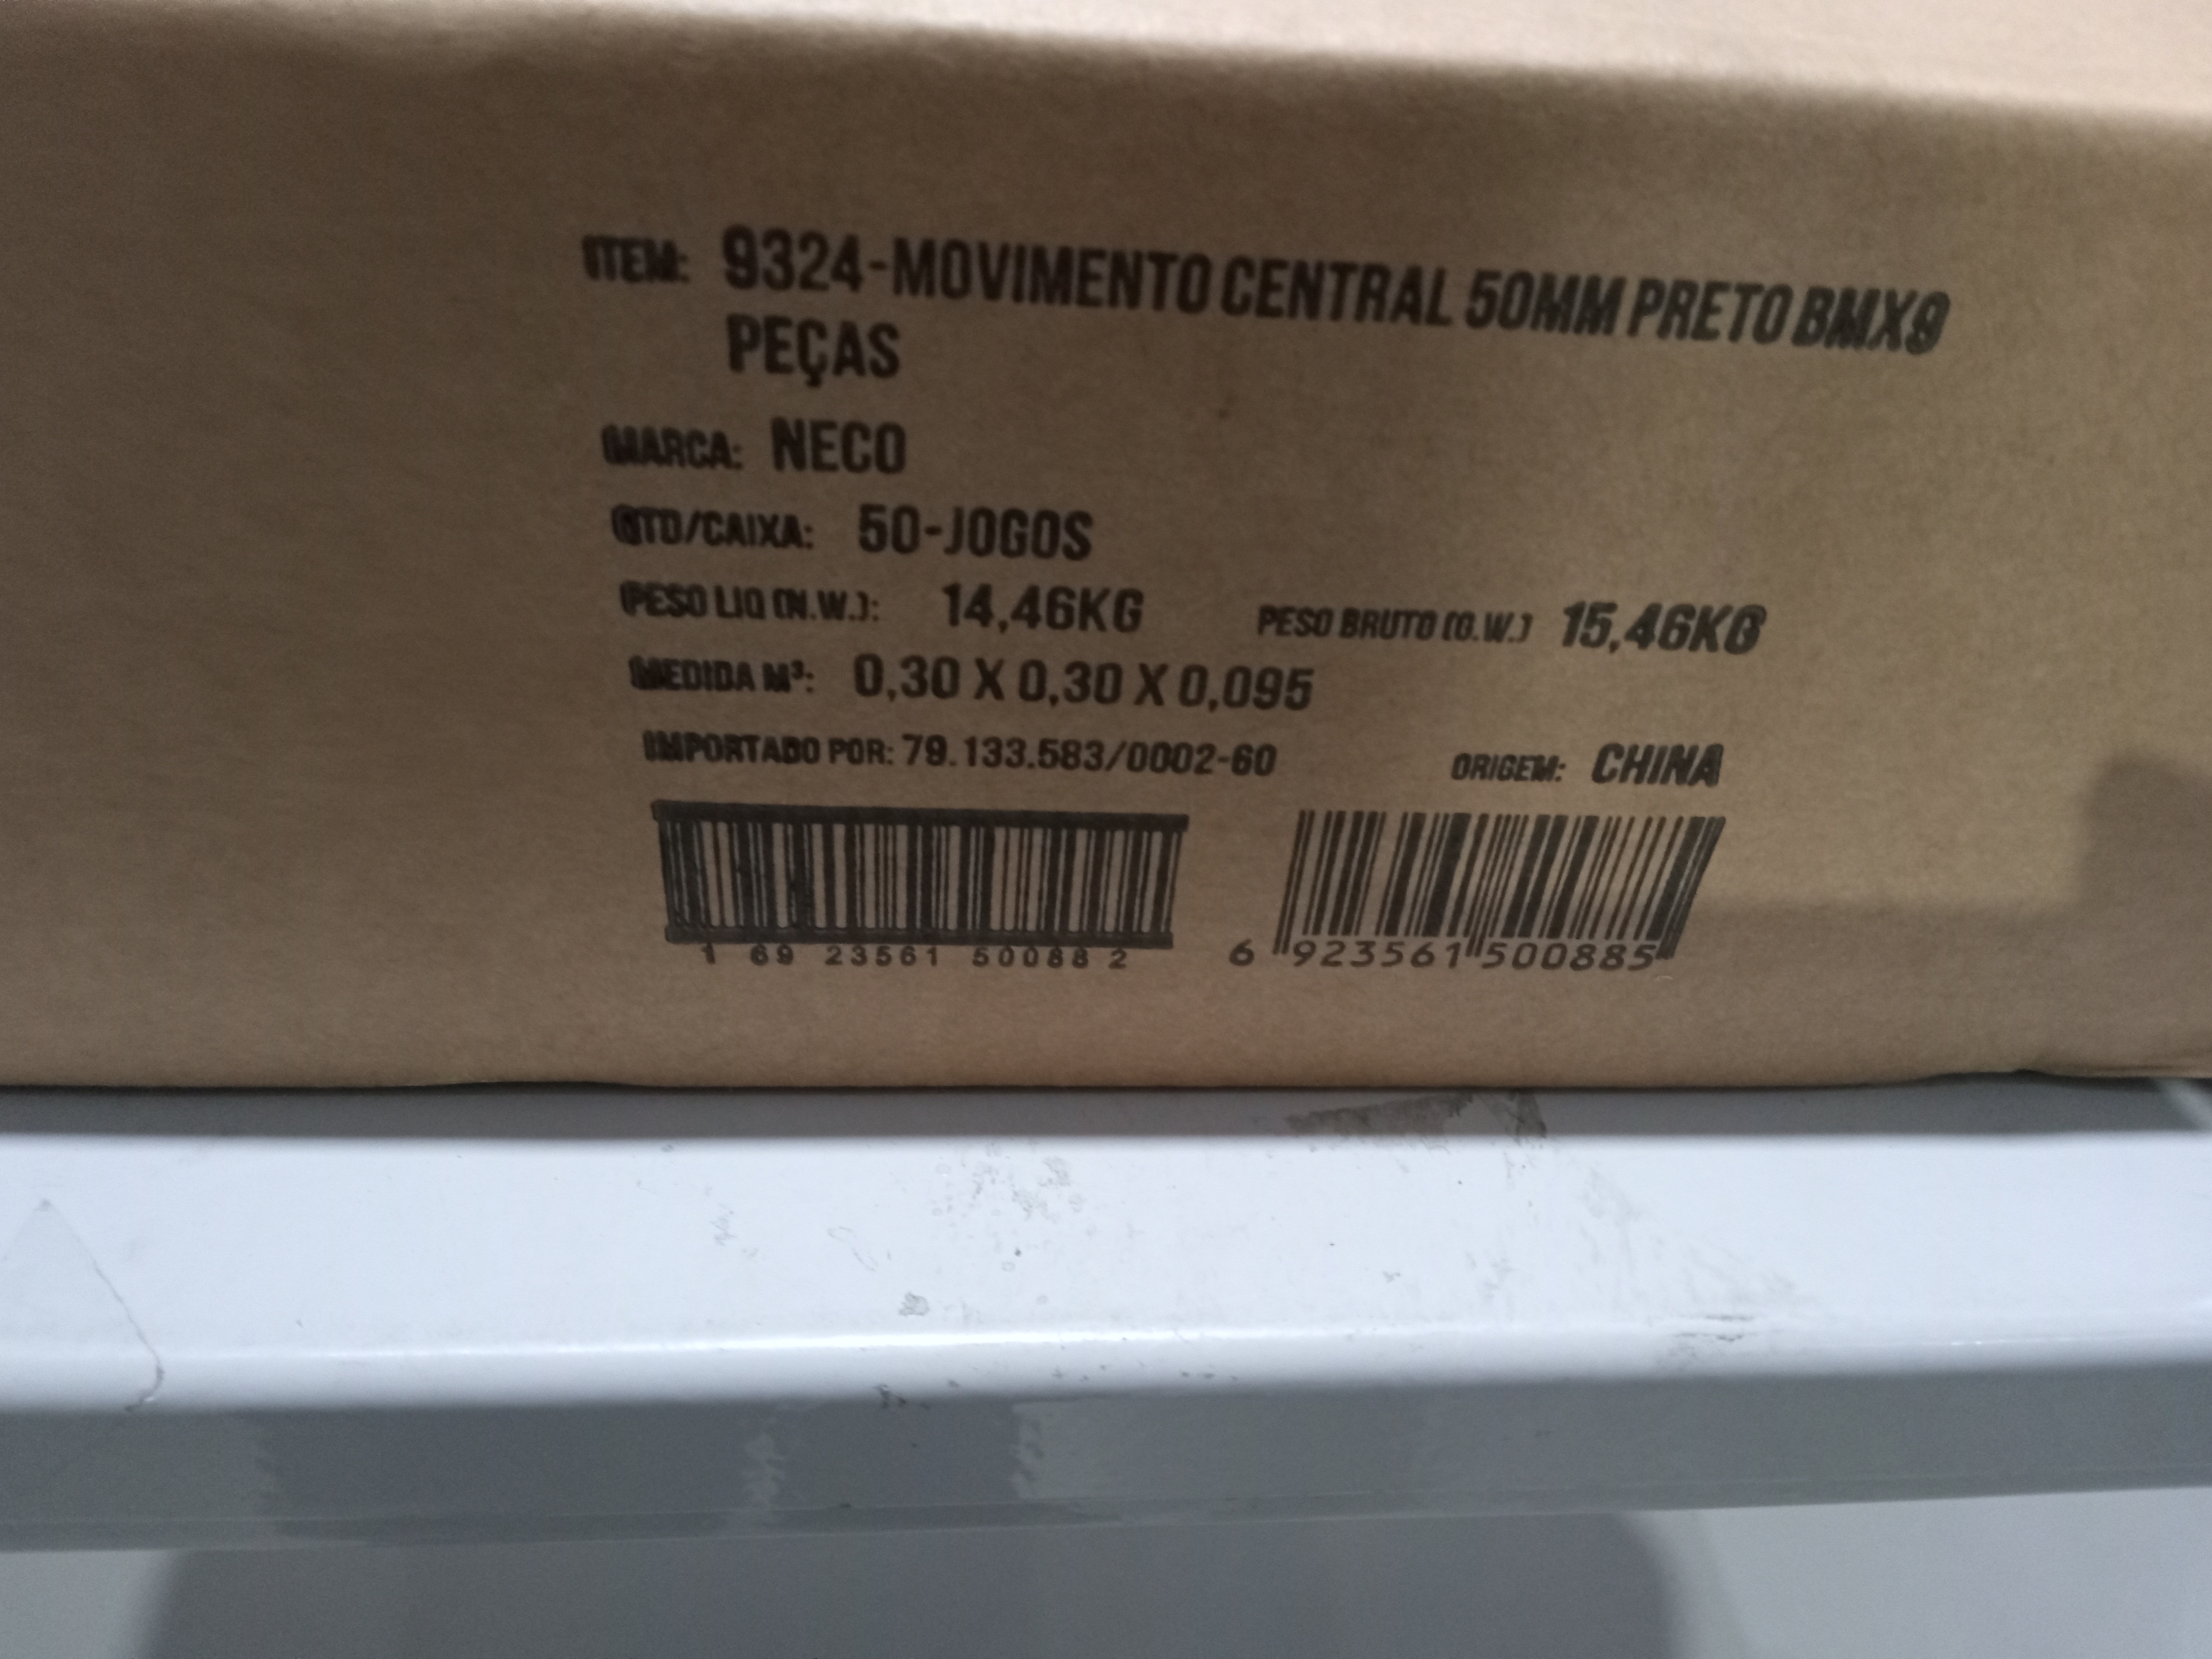 ITEM: 9324-MOVIMENTO CENTRAL 50MM PRETO BMX9
PEÇAS
MARCA: NECO
QTD/CAIXA: 50-JOGOS
PESO LIQ (N.W.): 14,46KG PESO BRUTO (G.W.) 15,46KG
MEDIDA M³: 0,30 X 0,30 X 0,095
IMPORTADO POR: 79.133.583/0002-60 ORIGEM: CHINA
1 69 23561 50088 2 6 923561 500885